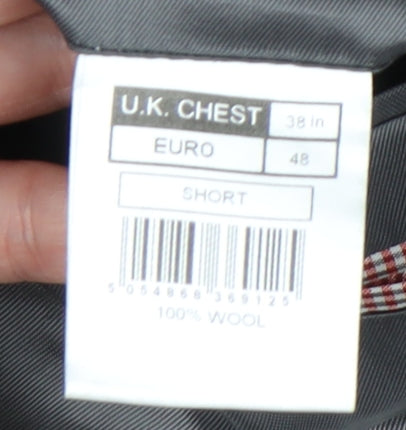 U.K. CHEST 38 in
EURO 48
SHORT
5 054868 369125
100% WOOL